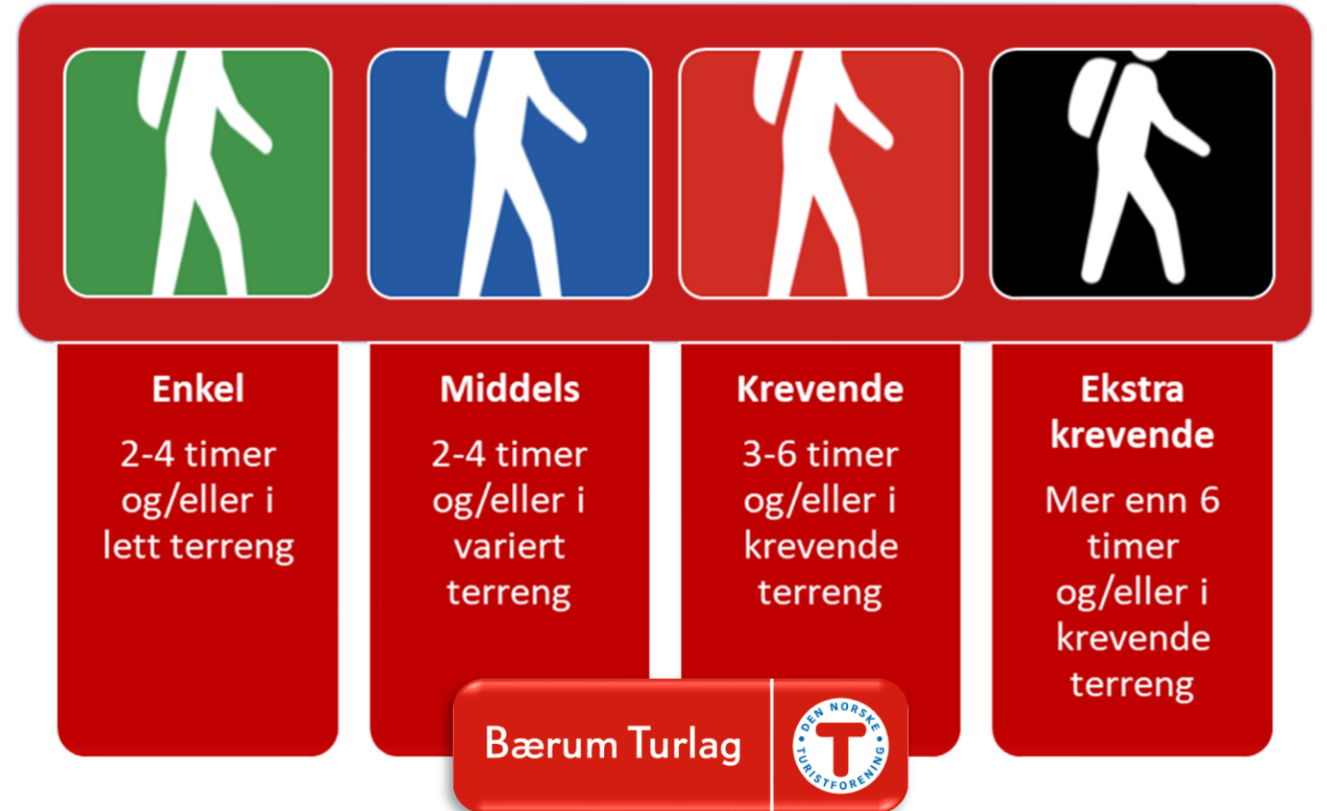 Enkel
2-4 timer
og/eller i
lett terreng
Middels
2-4 timer
og/eller i
variert
terreng
Krevende
3-6 timer
og/eller i
krevende
terreng
Ekstra
krevende
Mer enn 6
timer
og/eller i
krevende
terreng
Bærum Turlag
DEN NORSKE
TURISTFORENING
T